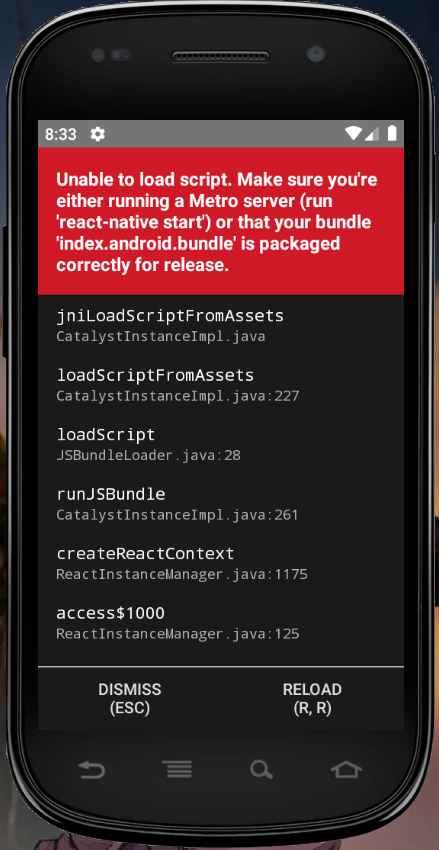 8:33
Unable to load script. Make sure you're
either running a Metro server (run
'react-native start') or that your bundle
'index.android.bundle' is packaged
correctly for release.
jniLoadScriptFromAssets
CatalystInstanceImpl.java
loadScriptFromAssets
CatalystInstanceImpl.java:227
loadScript
JSBundleLoader.java:28
runJSBundle
CatalystInstanceImpl.java:261
createReactContext
ReactInstanceManager.java:1175
access$1000
ReactInstanceManager.java:125
DISMISS
(ESC)
RELOAD
(R, R)